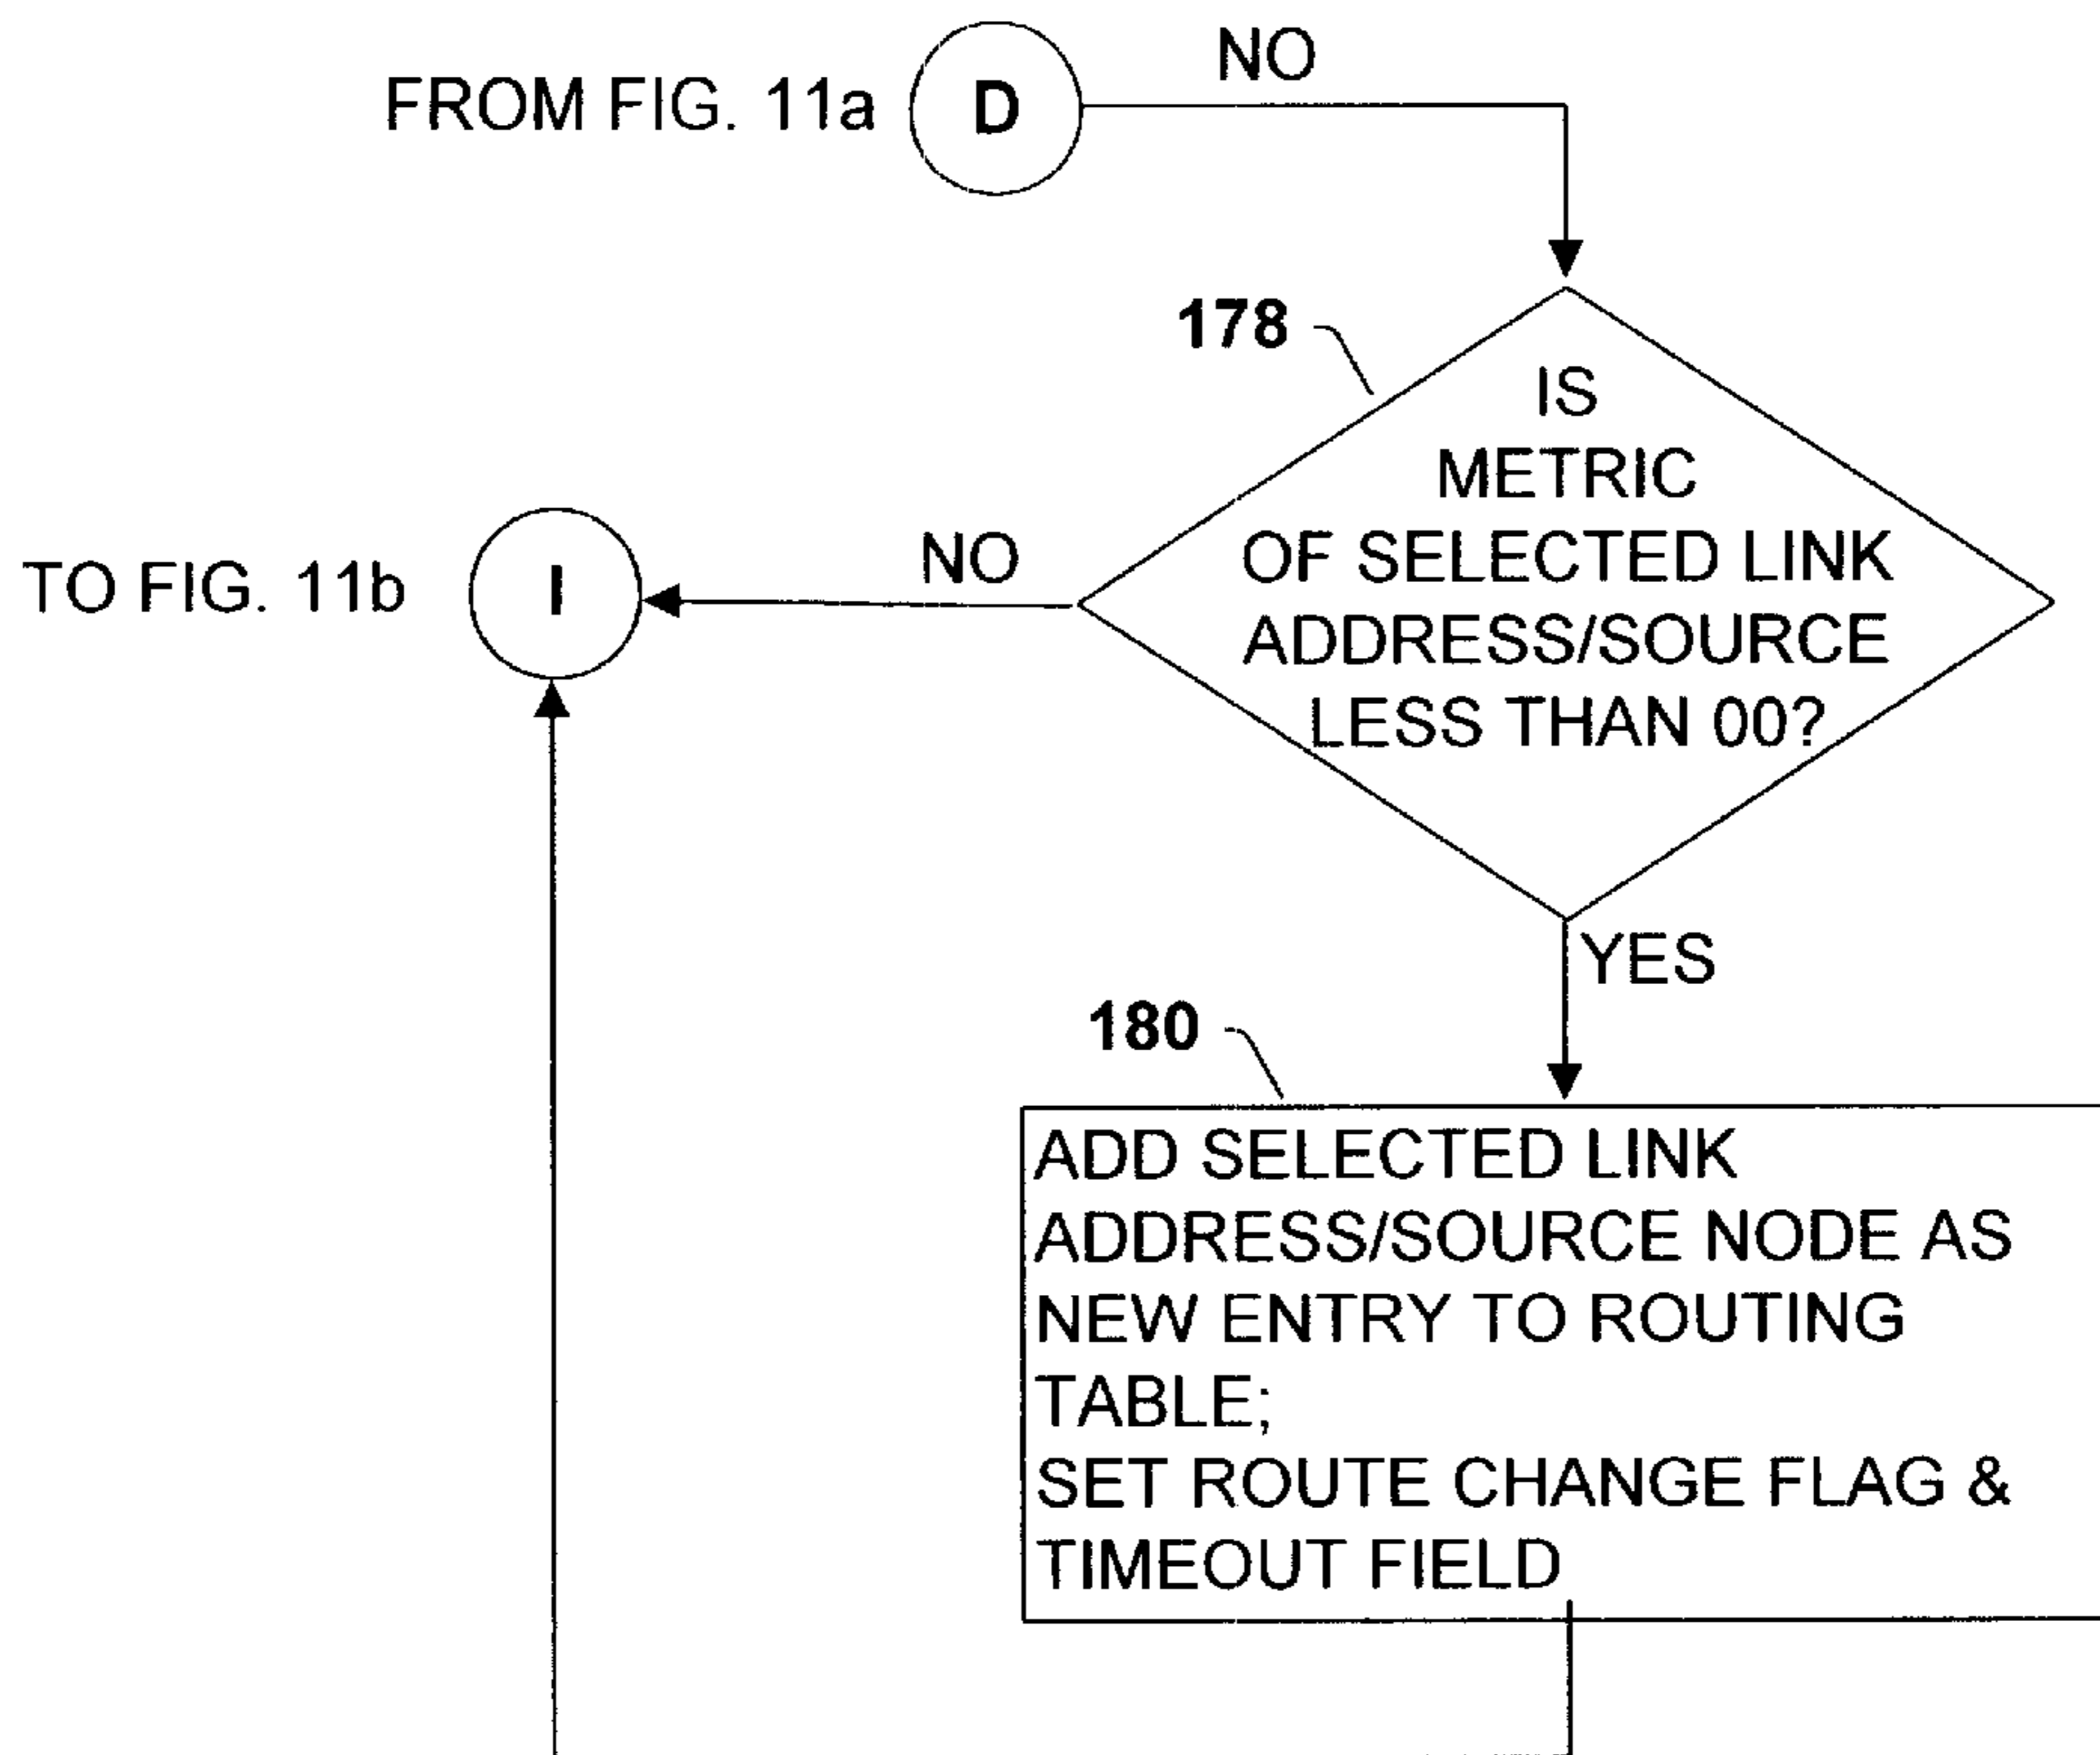 FROM FIG. 11a
D
NO
178
IS
METRIC
OF SELECTED LINK
ADDRESS/SOURCE
LESS THAN 00?
NO
TO FIG. 11b
I
YES
180
ADD SELECTED LINK
ADDRESS/SOURCE NODE AS
NEW ENTRY TO ROUTING
TABLE;
SET ROUTE CHANGE FLAG &
TIMEOUT FIELD